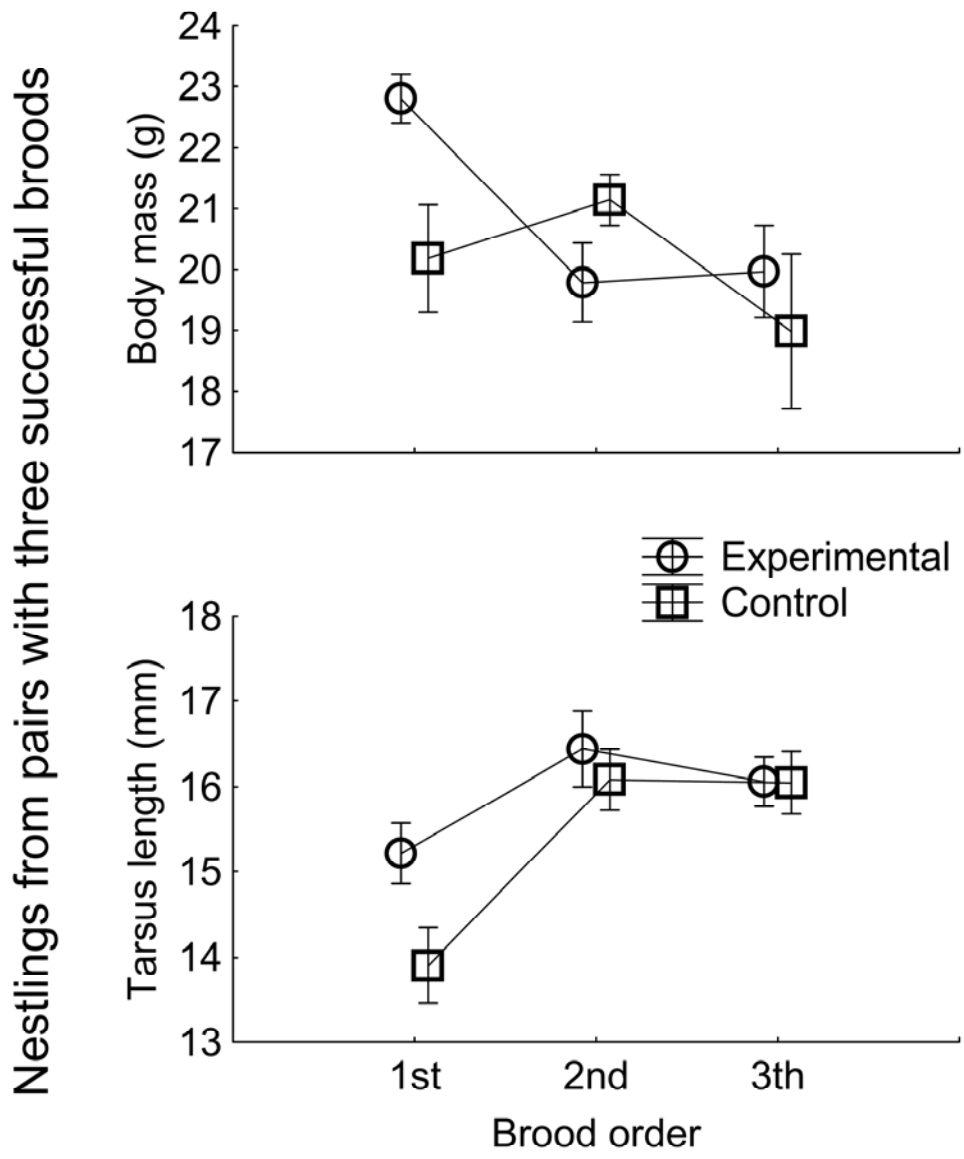 Nestlings from pairs with three successful broods
Body mass (g)
24
23
22
21
20
19
18
17
Experimental
Control
Tarsus length (mm)
18
17
16
15
14
13
1st 2nd 3th
Brood order